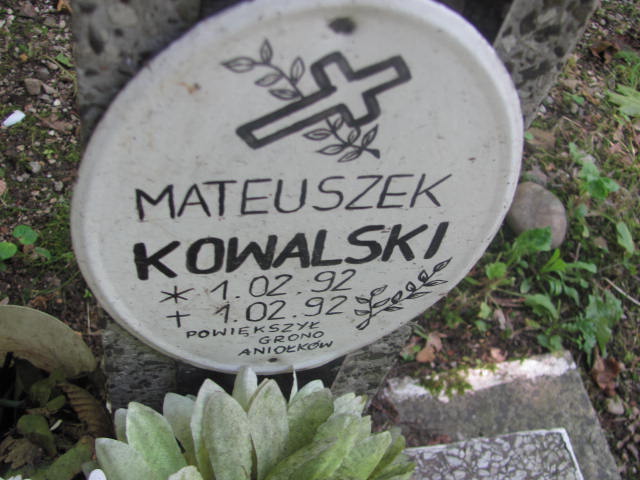 MATEUSZEK
KOWALSKI
* 1.02.92
+ 1.02.92
POWIĘKSZYŁ
GRONO
ANIOŁKÓW